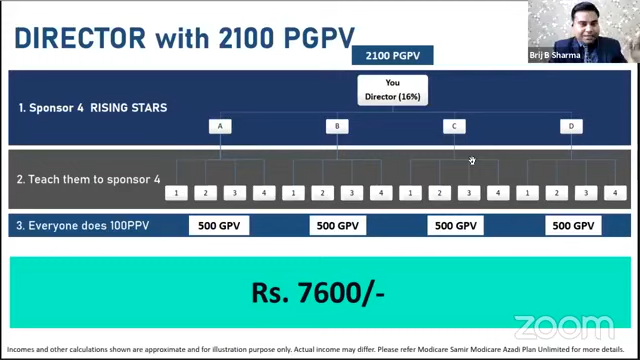 DIRECTOR with 2100 PGPV
2100 PGPV
Brij B Sharma
You
Director (16%)
1. Sponsor 4 RISING STARS
A B C D
2. Teach them to sponsor 4
1 2 3 4 1 2 3 4 1 2 3 4 1 2 3 4
3. Everyone does 100PPV
500 GPV 500 GPV 500 GPV 500 GPV
Rs. 7600/-
zoom
Incomes and other calculations shown are approximate and for illustration purpose only. Actual income may differ. Please refer Modicare Samir Modicare Azadi Plan Unlimited for more details.